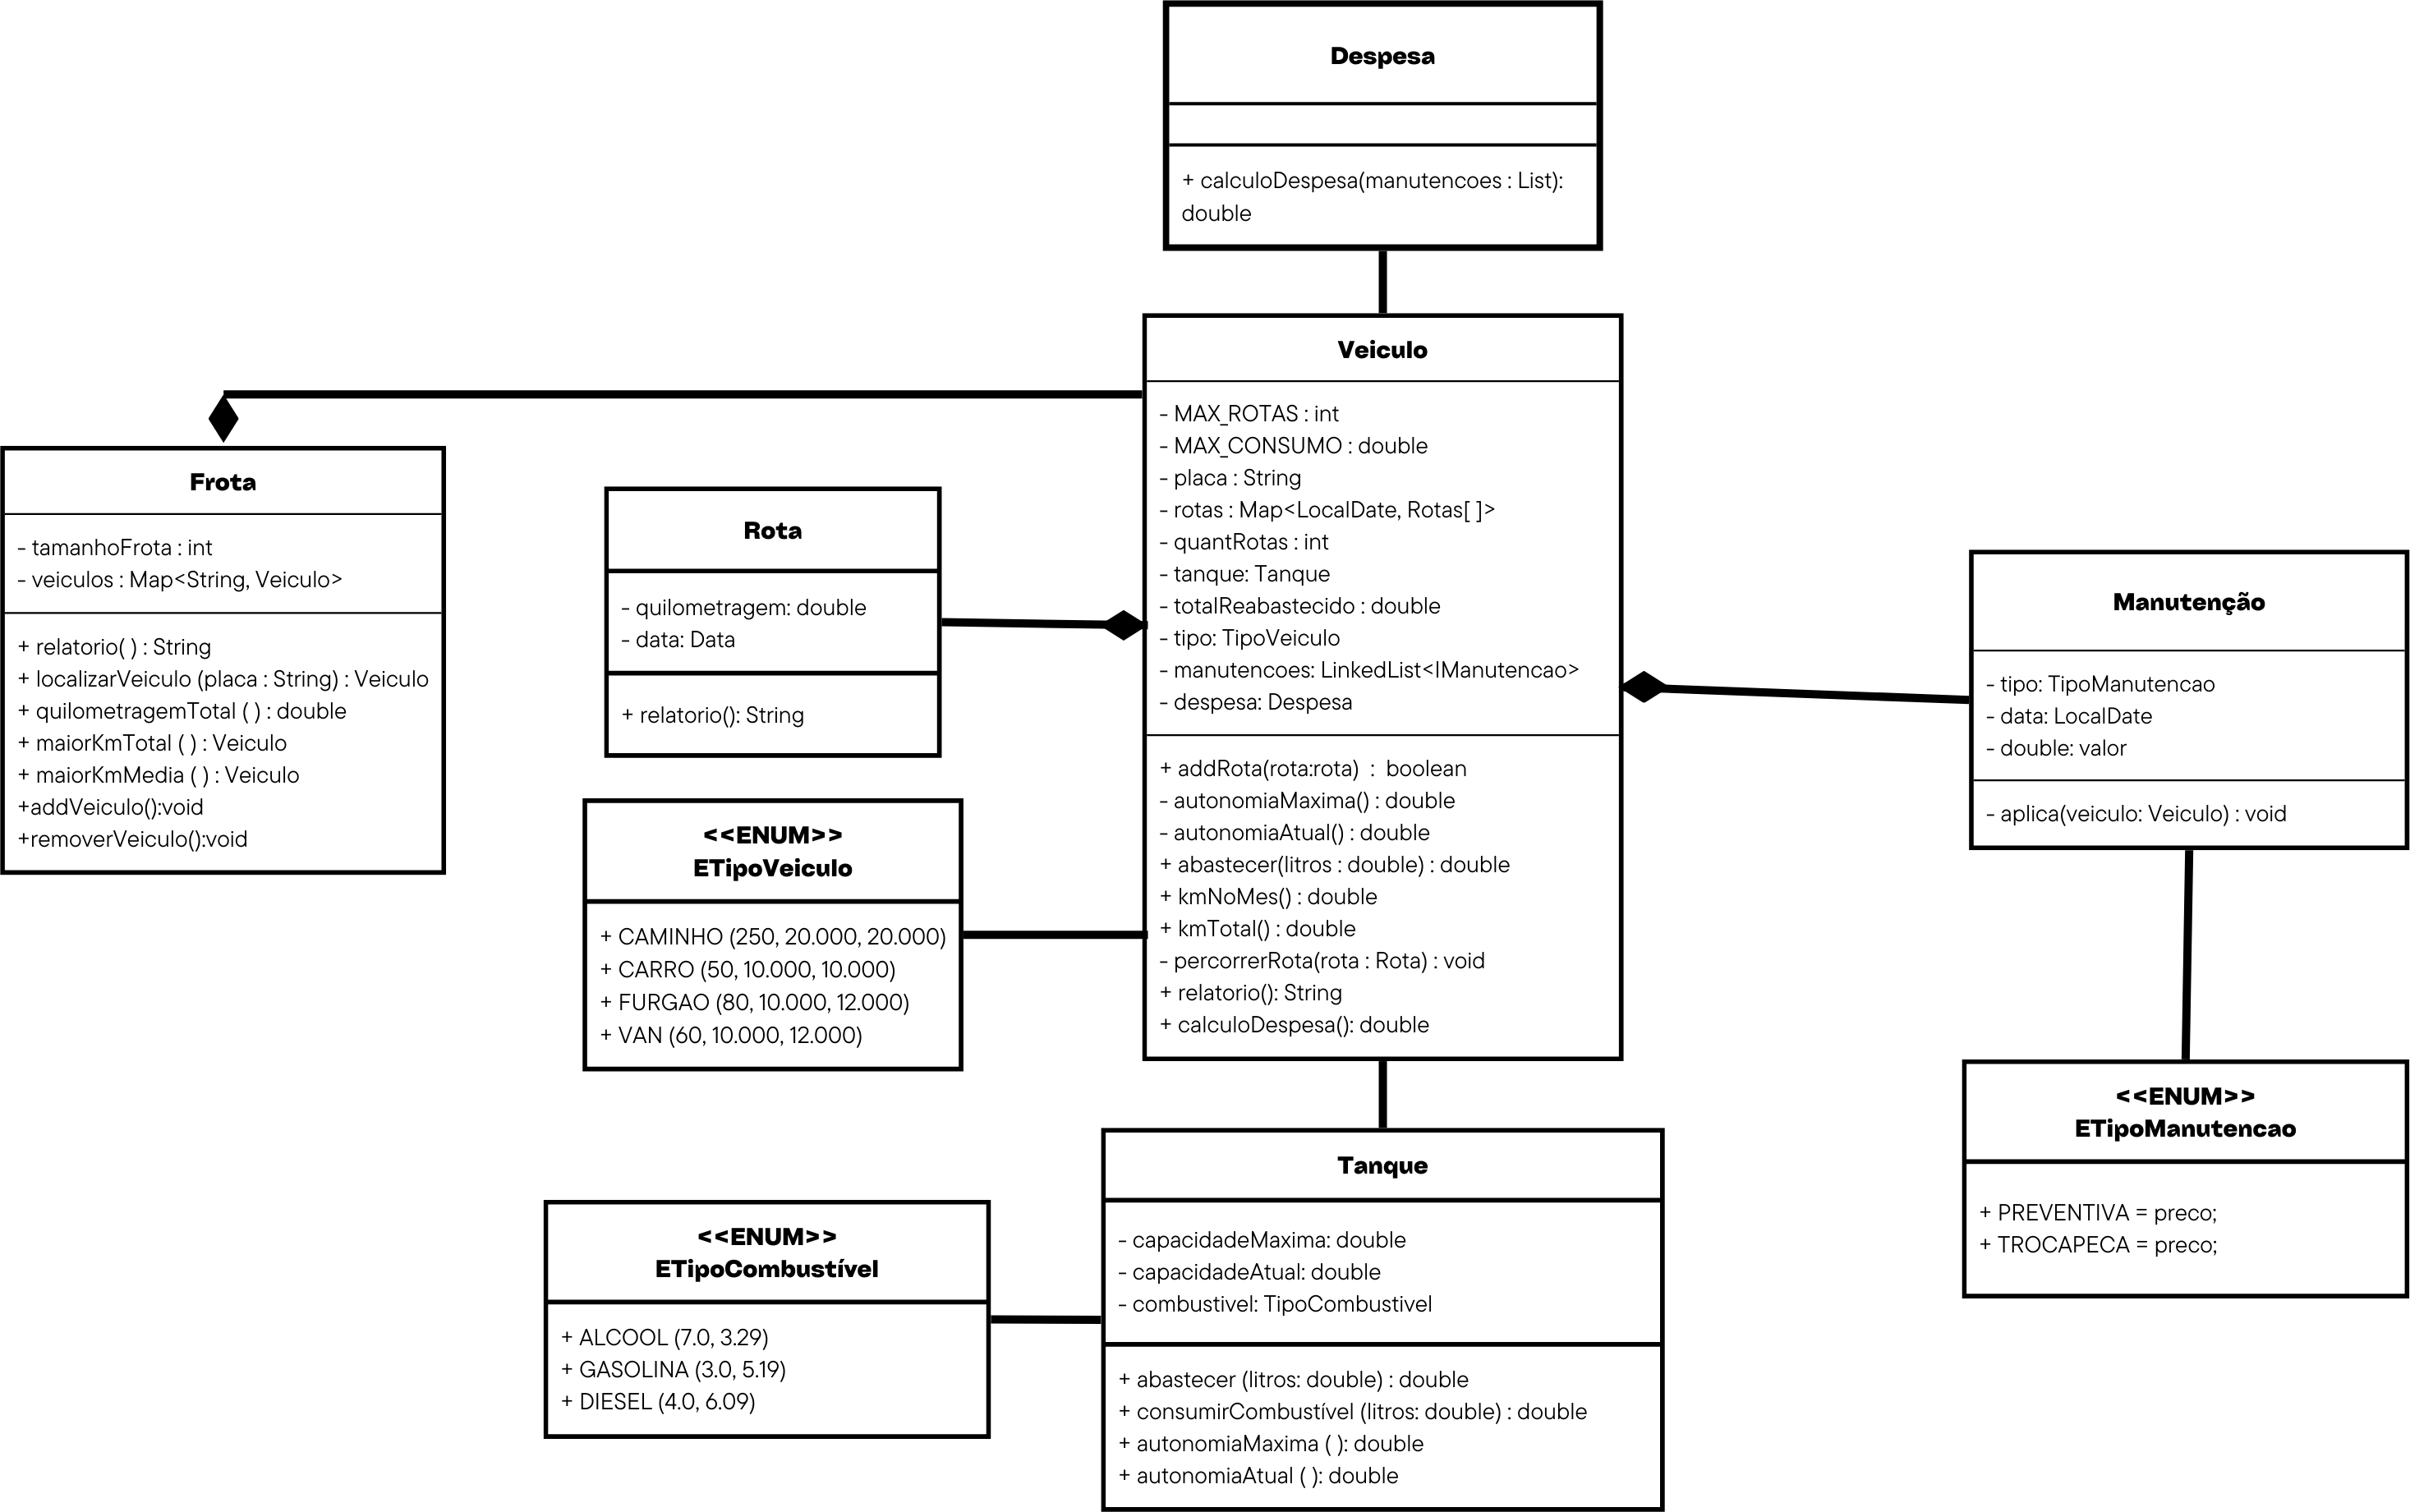 Despesa
+ calculoDespesa(manutencoes : List):
double
Veiculo
- MAX_ROTAS : int
- MAX_CONSUMO : double
- placa : String
- rotas : Map<LocalDate, Rotas[ ]>
- quantRotas : int
- tanque: Tanque
- totalReabastecido : double
- tipo: TipoVeiculo
- manutencoes: LinkedList<IManutencao>
- despesa: Despesa
+ addRota(rota:rota) : boolean
- autonomiaMaxima() : double
- autonomiaAtual() : double
+ abastecer(litros : double) : double
+ kmNoMes() : double
+ kmTotal() : double
- percorrerRota(rota : Rota) : void
+ relatorio(): String
+ calculoDespesa(): double
Frota
- tamanhoFrota : int
- veiculos : Map<String, Veiculo>
+ relatorio( ) : String
+ localizarVeiculo (placa : String) : Veiculo
+ quilometragemTotal ( ) : double
+ maiorKmTotal ( ) : Veiculo
+ maiorKmMedia ( ) : Veiculo
+addVeiculo():void
+removerVeiculo():void
Rota
- quilometragem: double
- data: Data
+ relatorio(): String
<<ENUM>>
ETipoVeiculo
+ CAMINHO (250, 20.000, 20.000)
+ CARRO (50, 10.000, 10.000)
+ FURGAO (80, 10.000, 12.000)
+ VAN (60, 10.000, 12.000)
Manutenção
- tipo: TipoManutencao
- data: LocalDate
- double: valor
- aplica(veiculo: Veiculo) : void
<<ENUM>>
ETipoManutencao
+ PREVENTIVA = preco;
+ TROCAPECA = preco;
Tanque
- capacidadeMaxima: double
- capacidadeAtual: double
- combustivel: TipoCombustivel
+ abastecer (litros: double) : double
+ consumirCombustível (litros: double) : double
+ autonomiaMaxima ( ): double
+ autonomiaAtual ( ): double
<<ENUM>>
ETipoCombustível
+ ALCOOL (7.0, 3.29)
+ GASOLINA (3.0, 5.19)
+ DIESEL (4.0, 6.09)